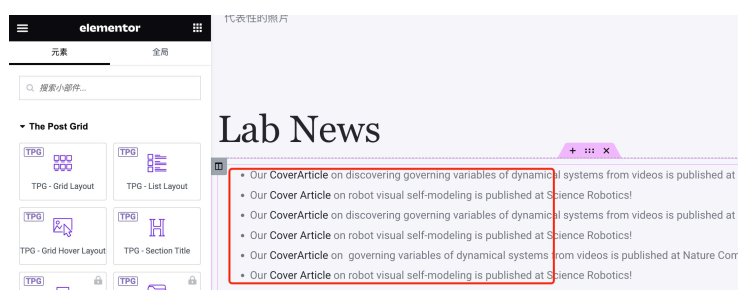 代表性的照片
elementor
元素 全局
搜索小部件...
The Post Grid
TPG TPG
TPG - Grid Layout TPG - List Layout
TPG TPG
TPG - Grid Hover Layout TPG - Section Title
TPG TPG
Lab News
Our CoverArticle on discovering governing variables of dynamical systems from videos is published at
Our Cover Article on robot visual self-modeling is published at Science Robotics!
Our CoverArticle on discovering governing variables of dynamical systems from videos is published at
Our Cover Article on robot visual self-modeling is published at Science Robotics!
Our CoverArticle on  governing variables of dynamical systems from videos is published at Nature Com
Our Cover Article on robot visual self-modeling is published at Science Robotics!